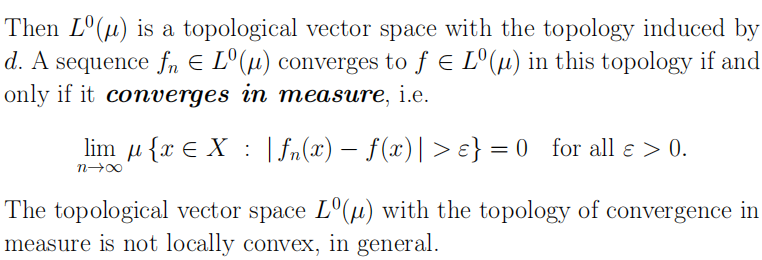 Then L⁰(μ) is a topological vector space with the topology induced by
d. A sequence fₙ ∈ L⁰(μ) converges to f ∈ L⁰(μ) in this topology if and
only if it converges in measure, i.e.
lim_{n→∞} μ {x ∈ X : |fₙ(x) − f(x)| > ε} = 0 for all ε > 0.
The topological vector space L⁰(μ) with the topology of convergence in
measure is not locally convex, in general.